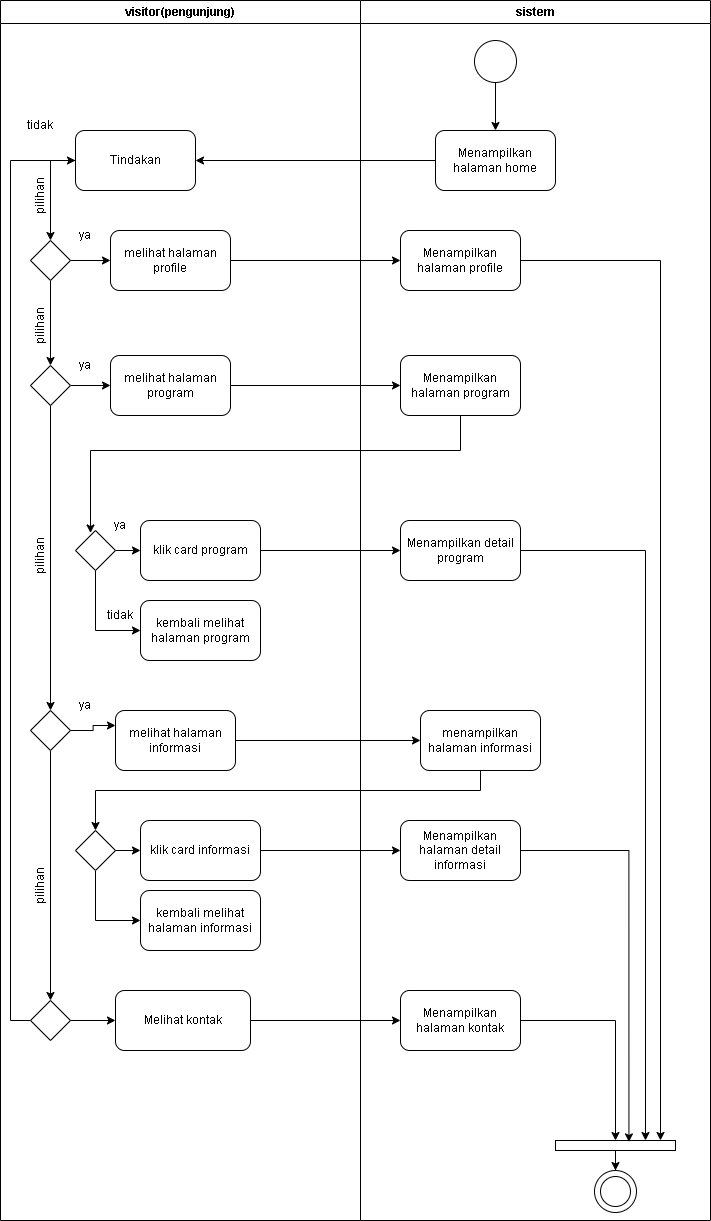 visitor(pengunjung)
sistem
tidak
Tindakan
Menampilkan
halaman home
pilihan
ya
melihat halaman
profile
Menampilkan
halaman profile
pilihan
ya
melihat halaman
program
Menampilkan
halaman program
ya
klik card program
Menampilkan detail
program
pilihan
tidak
kembali melihat
halaman program
ya
melihat halaman
informasi
menampilkan
halaman informasi
klik card informasi
Menampilkan
halaman detail
informasi
pilihan
kembali melihat
halaman informasi
Melihat kontak
Menampilkan
halaman kontak